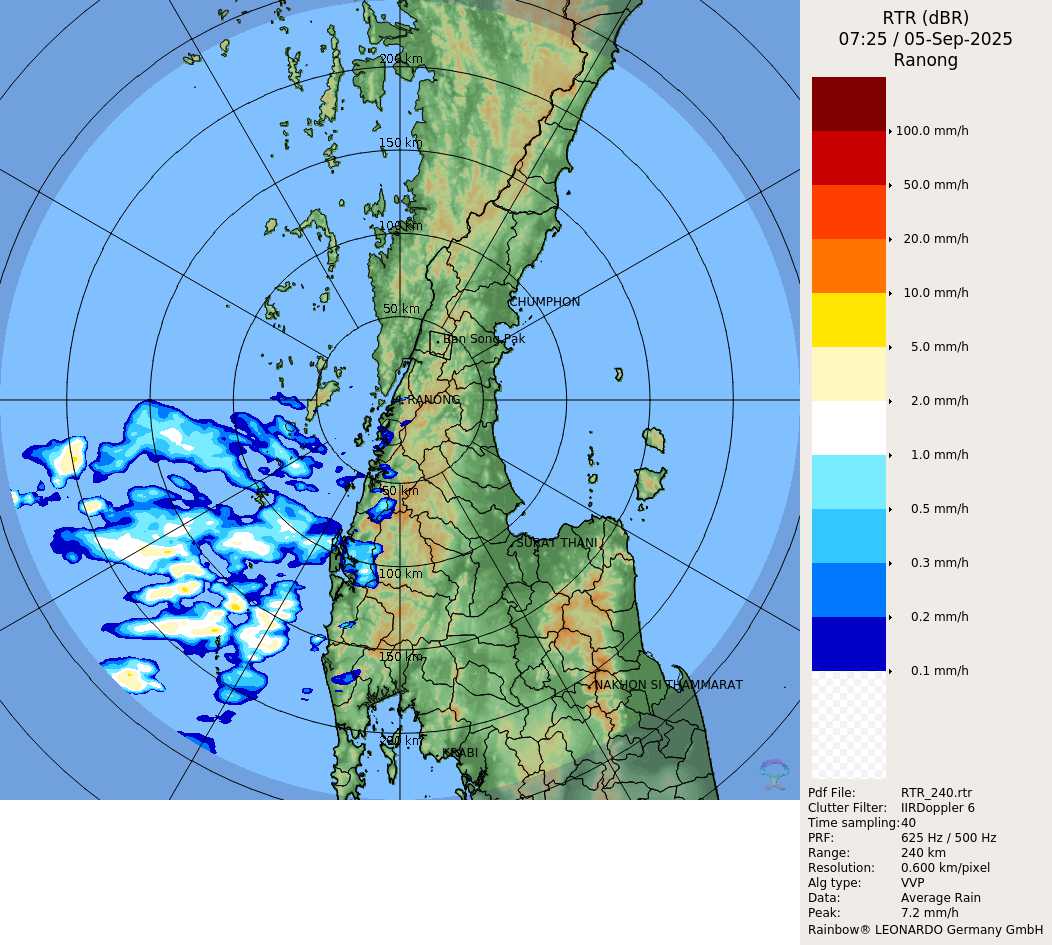 RTR (dBR)
07:25 / 05-Sep-2025
Ranong
200 km
150 km
100 km
50 km
CHUMPHON
Ban Song Pak
RANONG
50 km
SURAT THANI
100 km
150 km
NAKHON SI THAMMARAT
200 km
KRABI
100.0 mm/h
50.0 mm/h
20.0 mm/h
10.0 mm/h
5.0 mm/h
2.0 mm/h
1.0 mm/h
0.5 mm/h
0.3 mm/h
0.2 mm/h
0.1 mm/h
Pdf File: RTR_240.rtr
Clutter Filter: IIRDoppler 6
Time sampling: 40
PRF: 625 Hz / 500 Hz
Range: 240 km
Resolution: 0.600 km/pixel
Alg type: VVP
Data: Average Rain
Peak: 7.2 mm/h
Rainbow® LEONARDO Germany GmbH